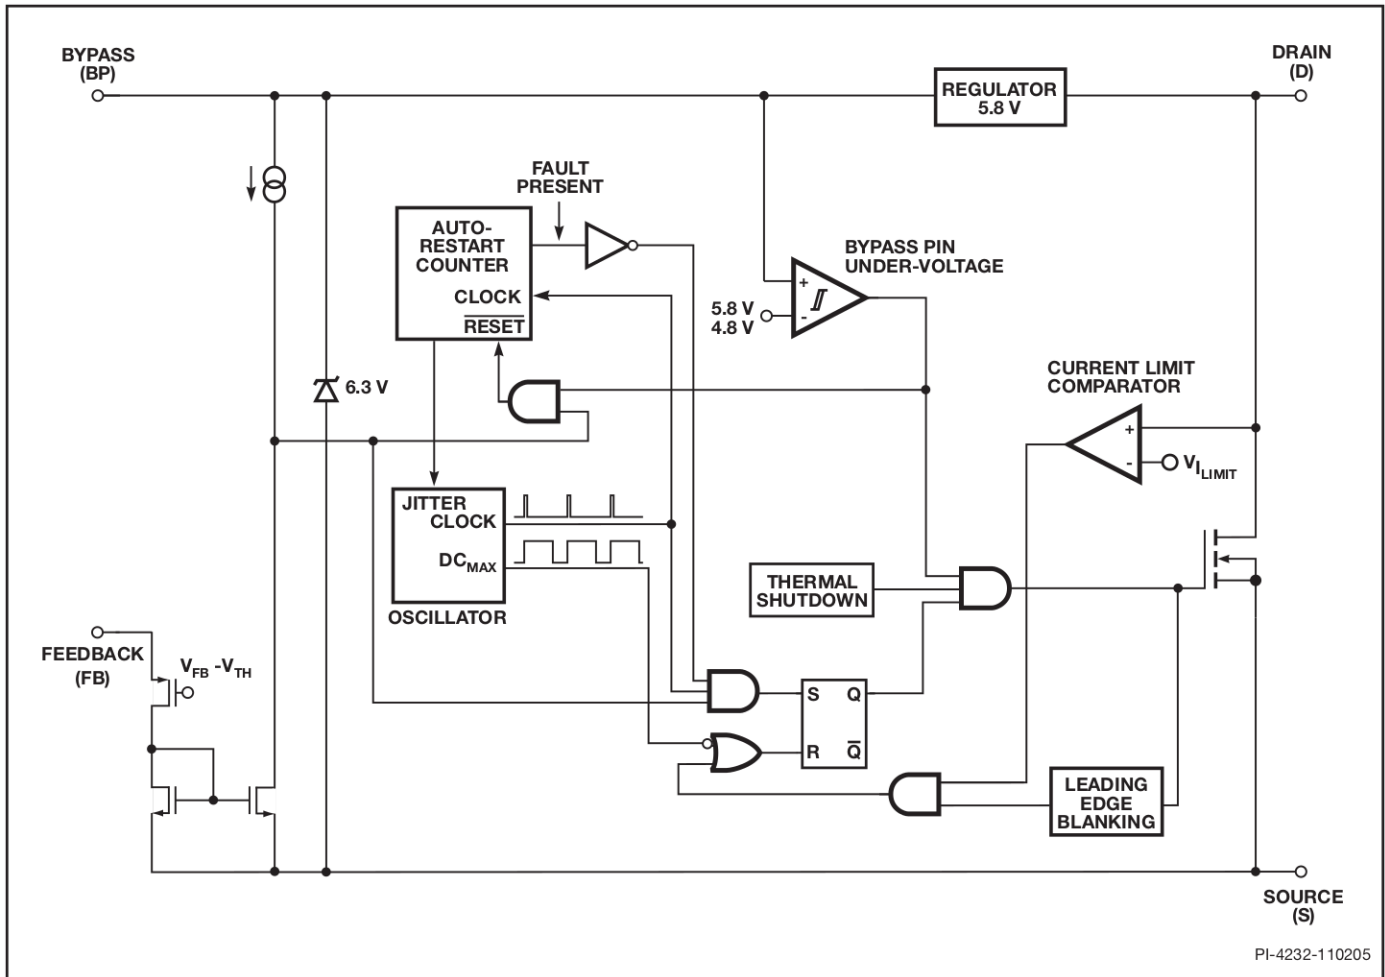 BYPASS
(BP)
DRAIN
(D)
REGULATOR
5.8 V
FAULT
PRESENT
AUTO-
RESTART
COUNTER
CLOCK
RESET
BYPASS PIN
UNDER-VOLTAGE
+
-
5.8 V
4.8 V
6.3 V
CURRENT LIMIT
COMPARATOR
+
-
VILIMIT
JITTER
CLOCK
DCMAX
OSCILLATOR
THERMAL
SHUTDOWN
FEEDBACK
(FB)
VFB -VTH
S Q
R Q̅
LEADING
EDGE
BLANKING
SOURCE
(S)
PI-4232-110205